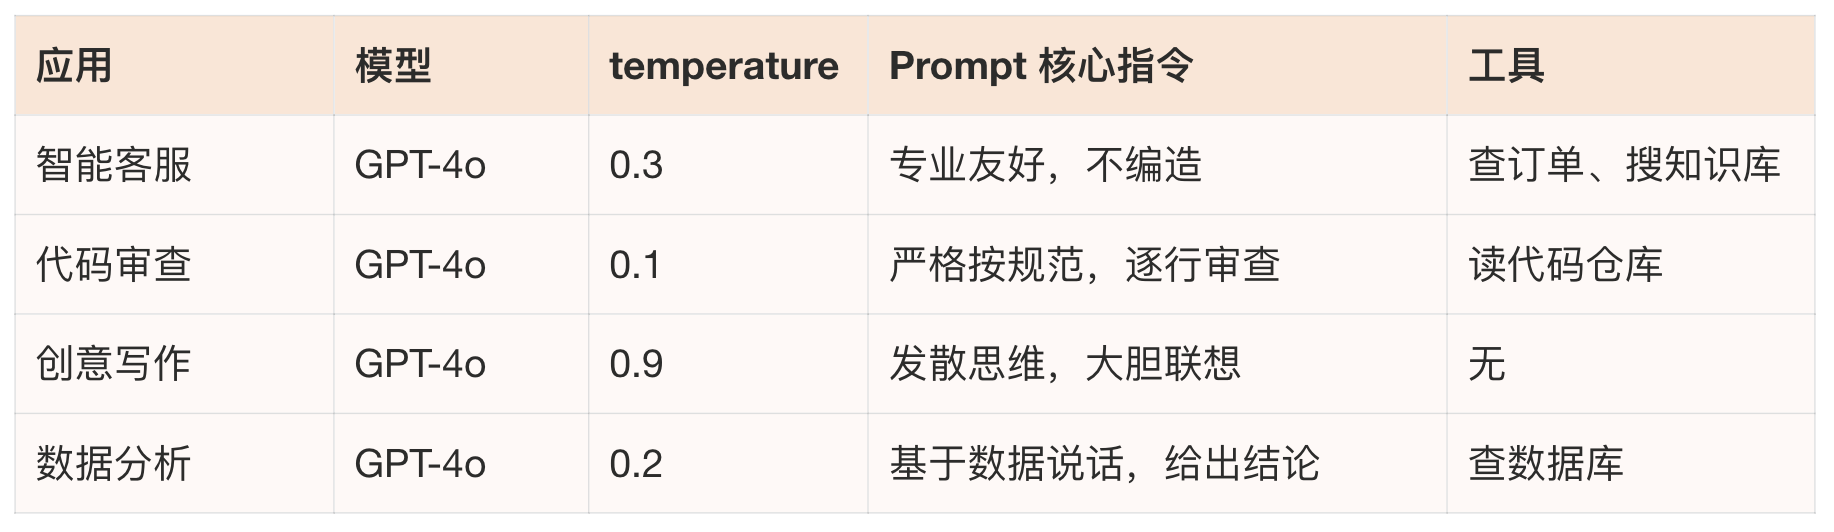 应用 模型 temperature Prompt 核心指令 工具
智能客服 GPT-4o 0.3 专业友好，不编造 查订单、搜知识库
代码审查 GPT-4o 0.1 严格按规范，逐行审查 读代码仓库
创意写作 GPT-4o 0.9 发散思维，大胆联想 无
数据分析 GPT-4o 0.2 基于数据说话，给出结论 查数据库